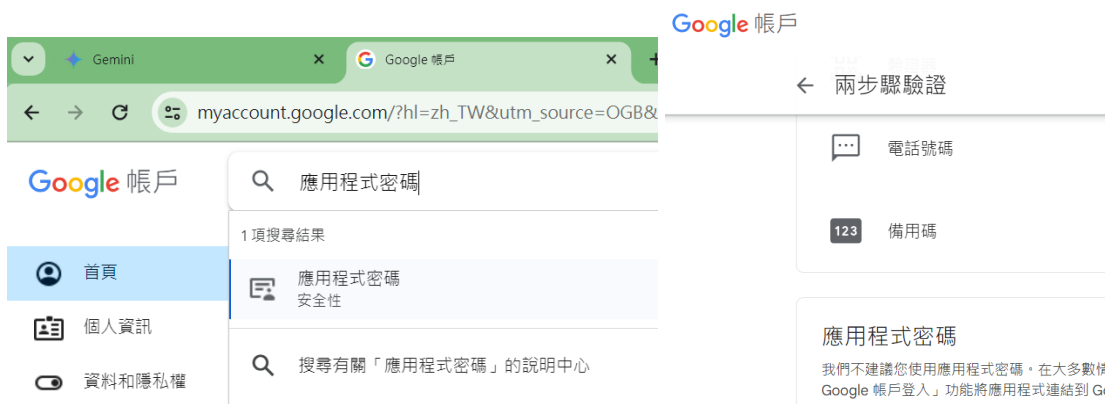 Gemini
Google 帳戶
myaccount.google.com/?hl=zh_TW&utm_source=OGB&
Google 帳戶
應用程式密碼
1 項搜尋結果
應用程式密碼
安全性
搜尋有關「應用程式密碼」的說明中心
首頁
個人資訊
資料和隱私權
Google 帳戶
兩步驟驗證
電話號碼
123
備用碼
應用程式密碼
我們不建議您使用應用程式密碼。在大多數情
Google 帳戶登入」功能將應用程式連結到 G